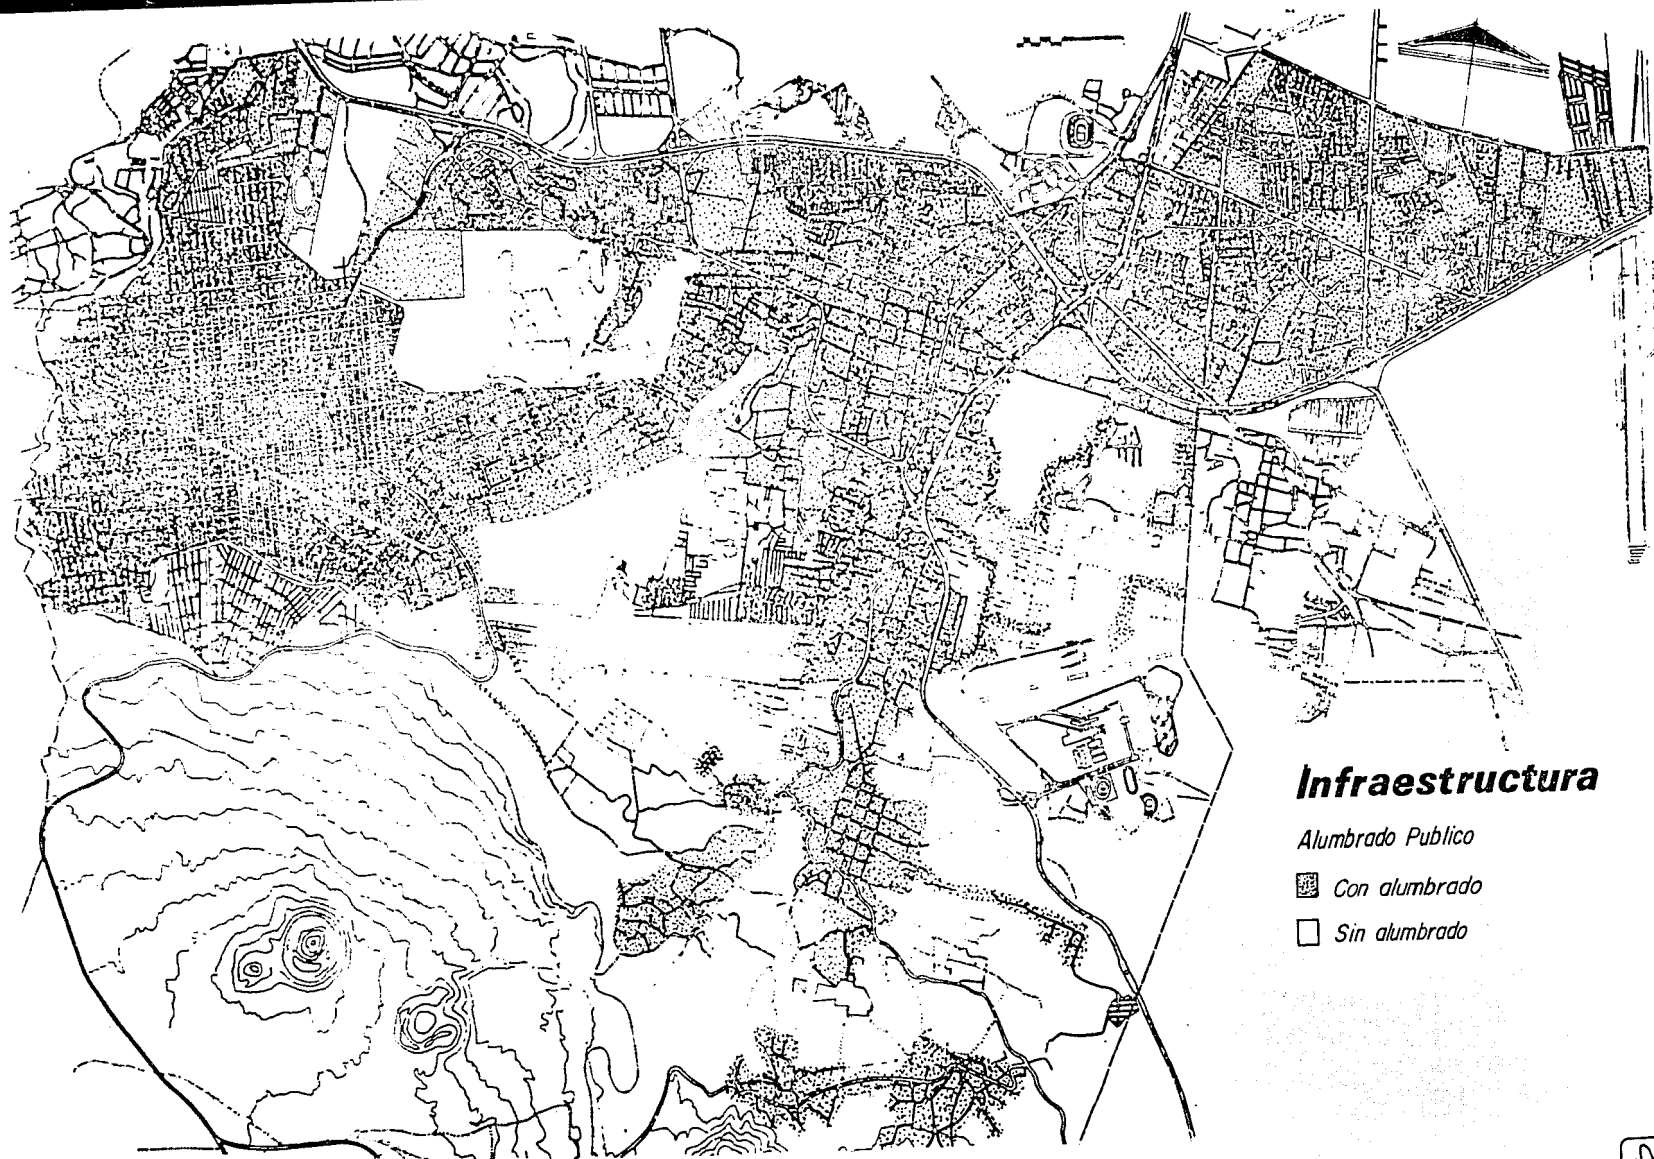 Infraestructura
Alumbrado Publico
Con alumbrado
Sin alumbrado